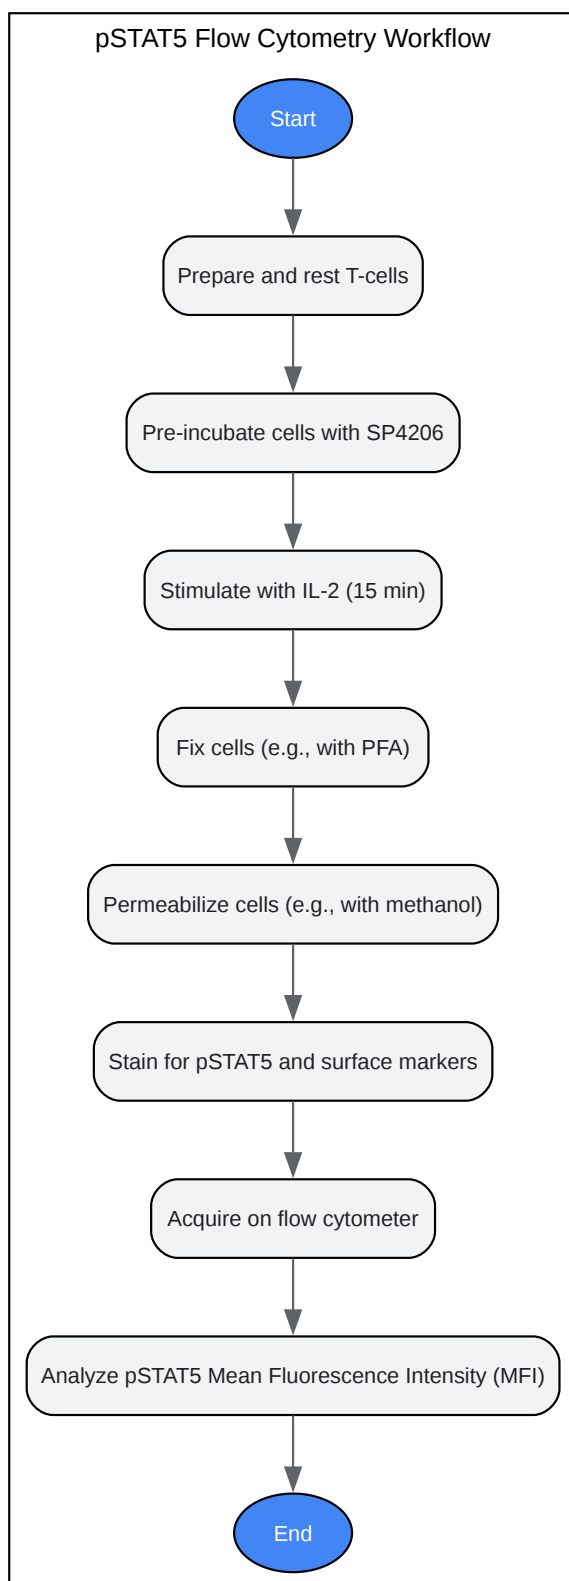 pSTAT5 Flow Cytometry Workflow
Start
Prepare and rest T-cells
Pre-incubate cells with SP4206
Stimulate with IL-2 (15 min)
Fix cells (e.g., with PFA)
Permeabilize cells (e.g., with methanol)
Stain for pSTAT5 and surface markers
Acquire on flow cytometer
Analyze pSTAT5 Mean Fluorescence Intensity (MFI)
End